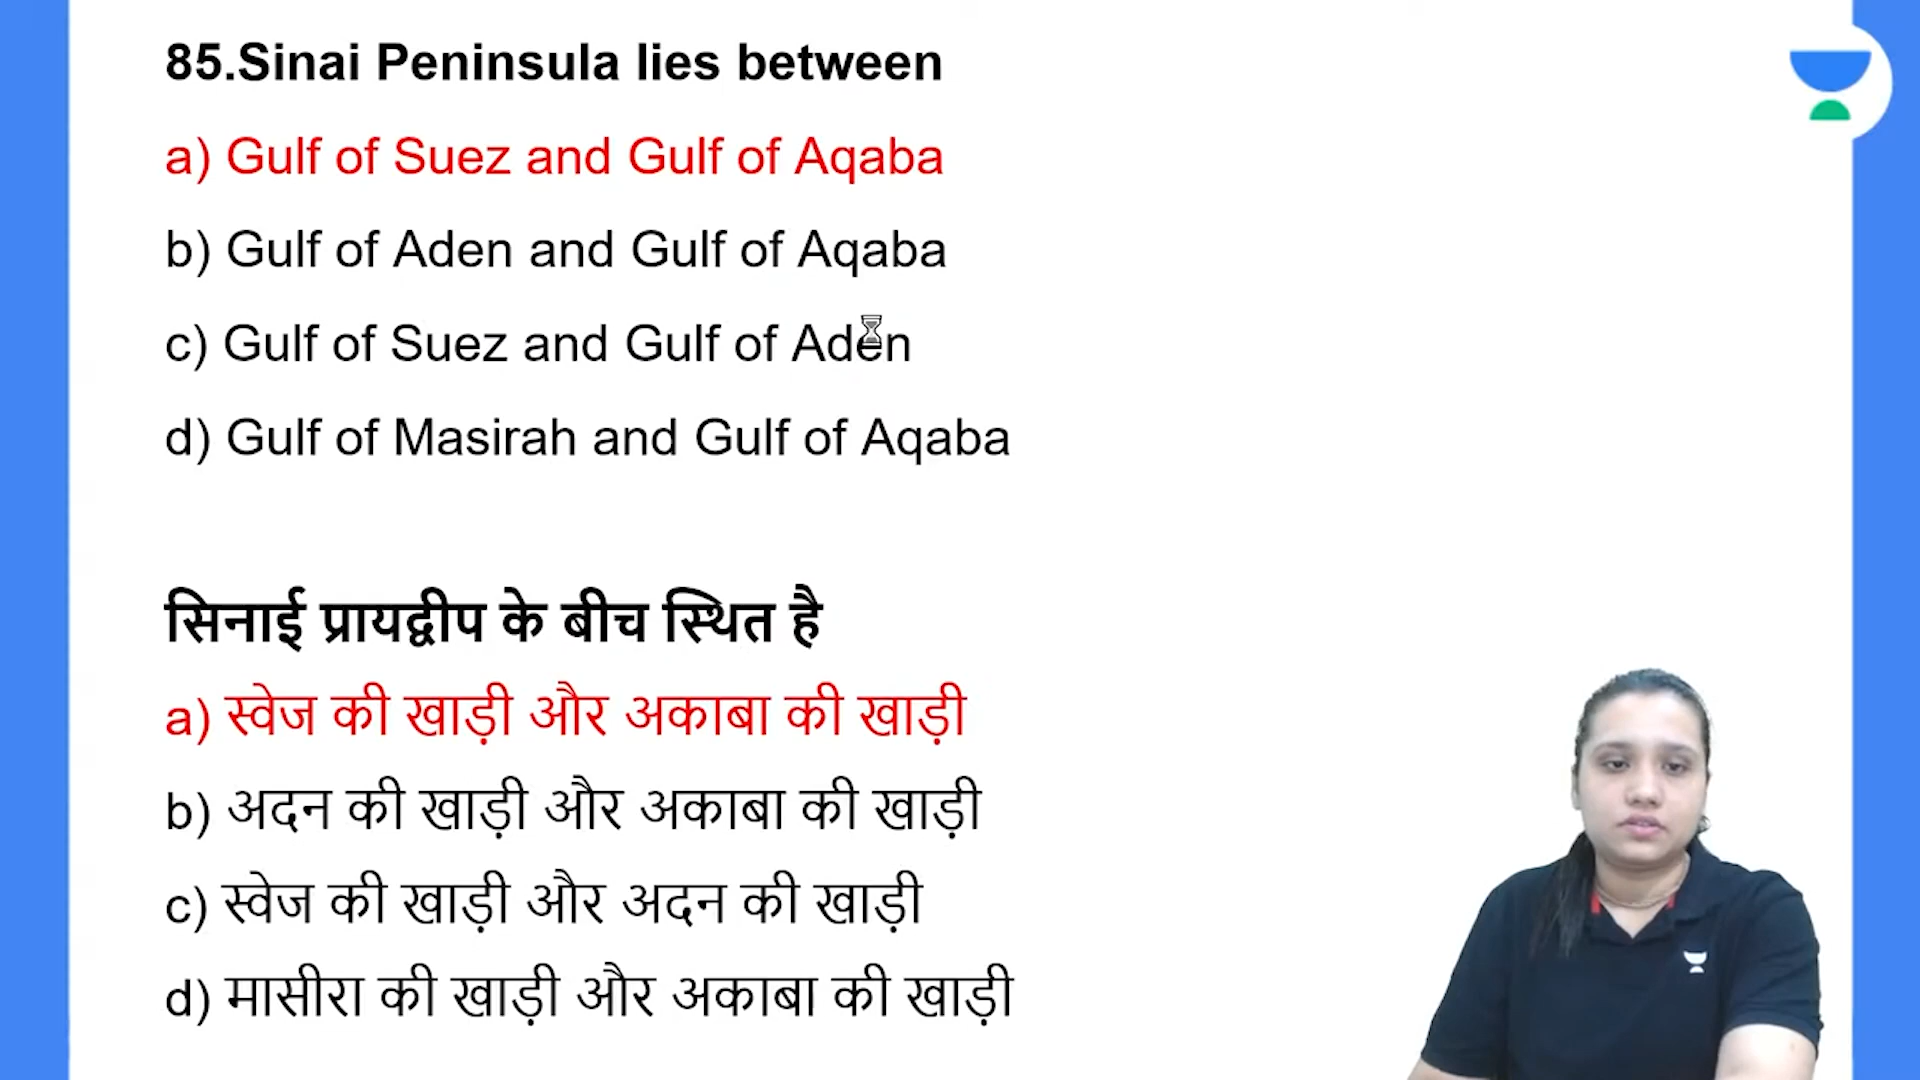 85.Sinai Peninsula lies between
a) Gulf of Suez and Gulf of Aqaba
b) Gulf of Aden and Gulf of Aqaba
c) Gulf of Suez and Gulf of Aden
d) Gulf of Masirah and Gulf of Aqaba
सिनाई प्रायद्वीप के बीच स्थित है
a) स्वेज की खाड़ी और अकाबा की खाड़ी
b) अदन की खाड़ी और अकाबा की खाड़ी
c) स्वेज की खाड़ी और अदन की खाड़ी
d) मासीरा की खाड़ी और अकाबा की खाड़ी